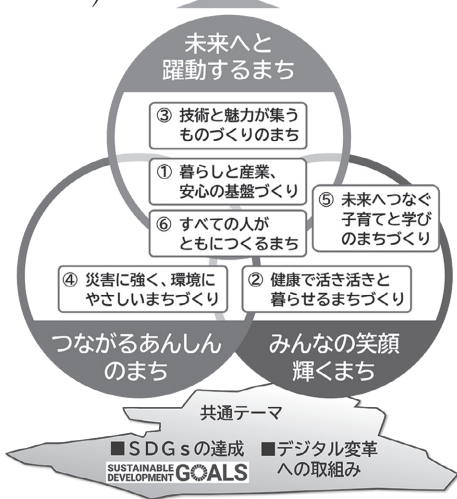 未来へと
躍動するまち
③ 技術と魅力が集う
ものづくりのまち
① 暮らしと産業、
安心の基盤づくり
⑥ すべての人が
ともにつくるまち
⑤ 未来へつなぐ
子育てと学び
のまちづくり
④ 災害に強く、環境に
やさしいまちづくり
② 健康で活き活きと
暮らせるまちづくり
つながるあんしん
のまち
みんなの笑顔
輝くまち
共通テーマ
■SDGsの達成
SUSTAINABLE
DEVELOPMENT GOALS
■デジタル変革
への取組み